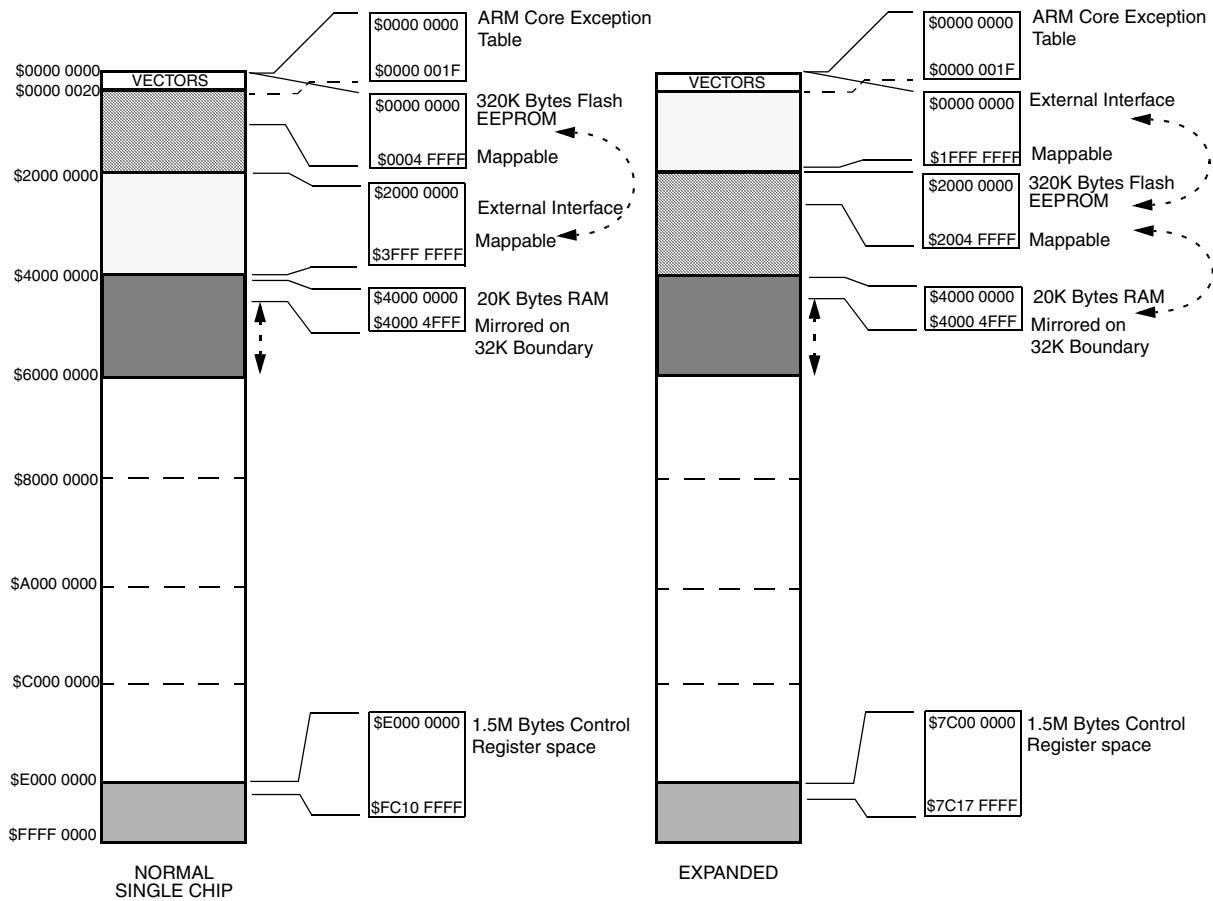 $0000 0000
$0000 0020
$2000 0000
$4000 0000
$6000 0000
$8000 0000
$A000 0000
$C000 0000
$E000 0000
$FFFF 0000
VECTORS
NORMAL
SINGLE CHIP
$0000 0000
$0000 001F
ARM Core Exception
Table
$0000 0000
$0004 FFFF
320K Bytes Flash
EEPROM
Mappable
$2000 0000
$3FFF FFFF
External Interface
Mappable
$4000 0000
$4000 4FFF
20K Bytes RAM
Mirrored on
32K Boundary
$E000 0000
$FC10 FFFF
1.5M Bytes Control
Register space
VECTORS
EXPANDED
$0000 0000
$0000 001F
ARM Core Exception
Table
$0000 0000
$1FFF FFFF
External Interface
Mappable
$2000 0000
$2004 FFFF
320K Bytes Flash
EEPROM
Mappable
$4000 0000
$4000 4FFF
20K Bytes RAM
Mirrored on
32K Boundary
$7C00 0000
$7C17 FFFF
1.5M Bytes Control
Register space